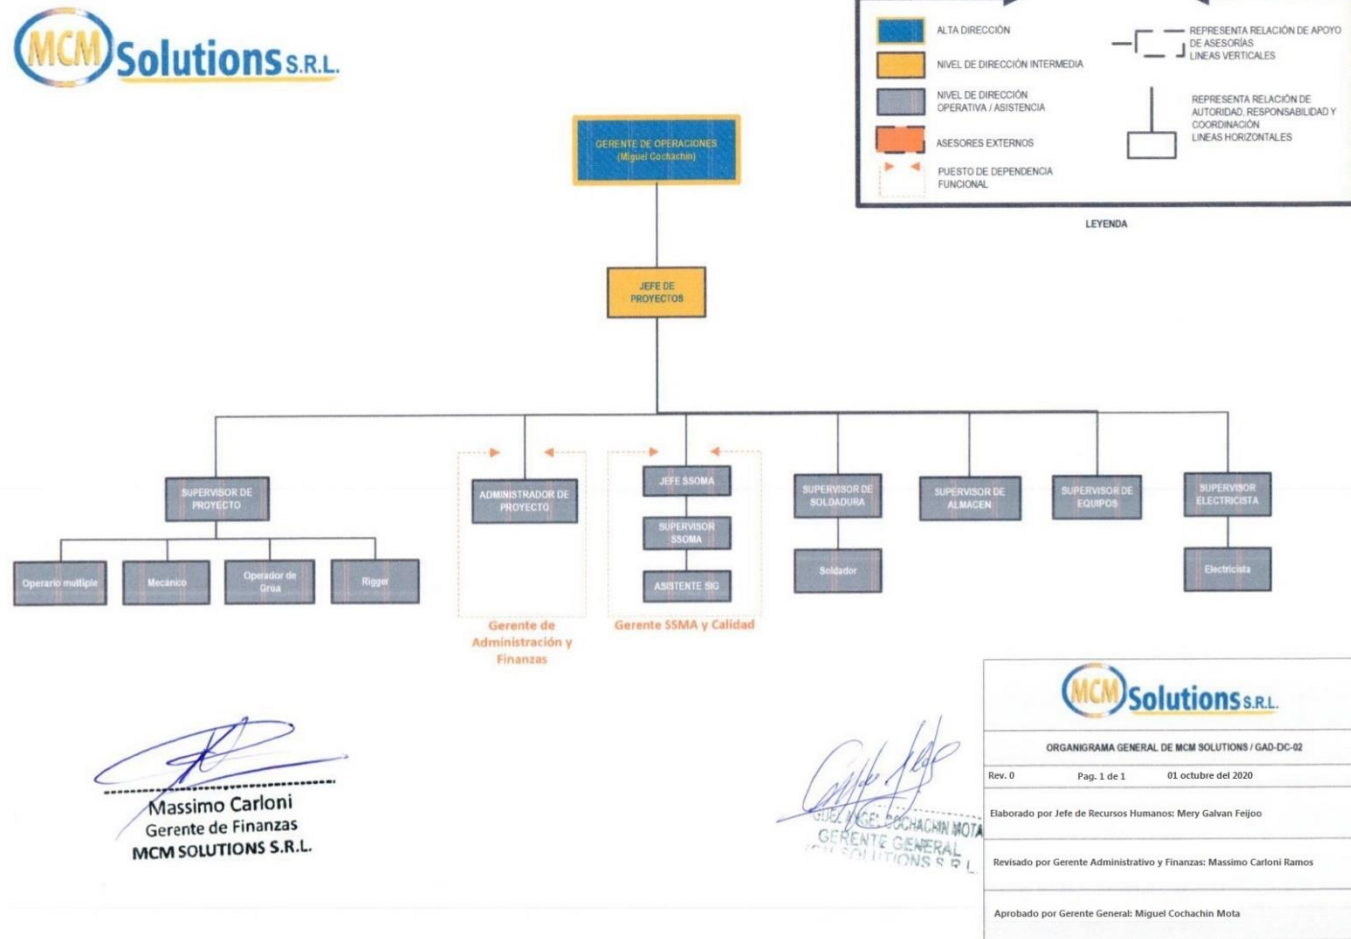 MCM Solutions S.R.L.
ALTA DIRECCIÓN
NIVEL DE DIRECCIÓN INTERMEDIA
NIVEL DE DIRECCIÓN
OPERATIVA / ASISTENCIA
ASESORES EXTERNOS
PUESTO DE DEPENDENCIA
FUNCIONAL
REPRESENTA RELACIÓN DE APOYO
DE ASESORÍAS
LINEAS VERTICALES
REPRESENTA RELACIÓN DE
AUTORIDAD, RESPONSABILIDAD Y
COORDINACIÓN
LINEAS HORIZONTALES
LEYENDA
GERENTE DE OPERACIONES
(Miguel Cochachin)
JEFE DE
PROYECTOS
SUPERVISOR DE
PROYECTO
ADMINISTRADOR DE
PROYECTO
JEFE SSOMA
SUPERVISOR
SSOMA
ASISTENTE SIG
SUPERVISOR DE
SOLDADURA
SUPERVISOR DE
ALMACEN
SUPERVISOR DE
EQUIPOS
SUPERVISOR
ELECTRICISTA
Operario multiple
Mecánico
Operador de
Grua
Rigger
Soldador
Electricista
Gerente de
Administración y
Finanzas
Gerente SSMA y Calidad
Massimo Carloni
Gerente de Finanzas
MCM SOLUTIONS S.R.L.
COCHACHIN MOTA
GERENTE GENERAL
SOLUTIONS S R L
MCM Solutions S.R.L.
ORGANIGRAMA GENERAL DE MCM SOLUTIONS / GAD-DC-02
Rev. 0 Pag. 1 de 1 01 octubre del 2020
Elaborado por Jefe de Recursos Humanos: Mery Galvan Feijoo
Revisado por Gerente Administrativo y Finanzas: Massimo Carloni Ramos
Aprobado por Gerente General: Miguel Cochachin Mota